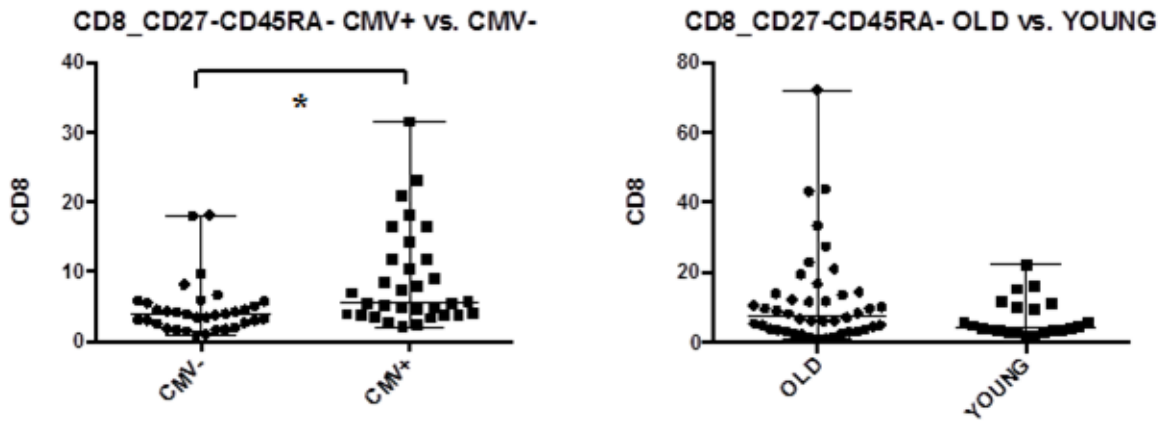 CD8_CD27-CD45RA- CMV+ vs. CMV-
40
30
20
10
0
CD8
*
CMV-
CMV+
CD8_CD27-CD45RA- OLD vs. YOUNG
80
60
40
20
0
CD8
OLD
YOUNG